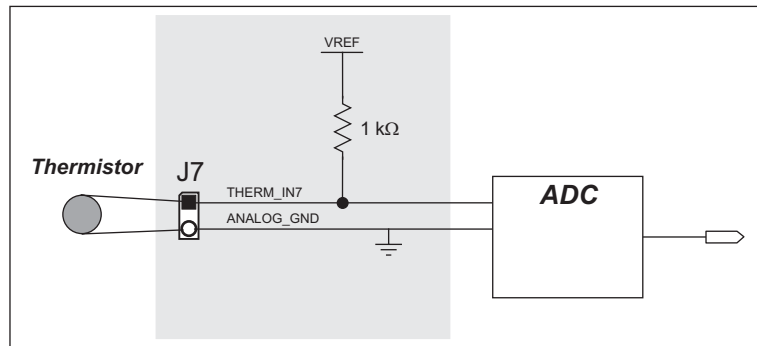 VREF
1 kΩ
Thermistor
J7
THERM_IN7
ANALOG_GND
ADC